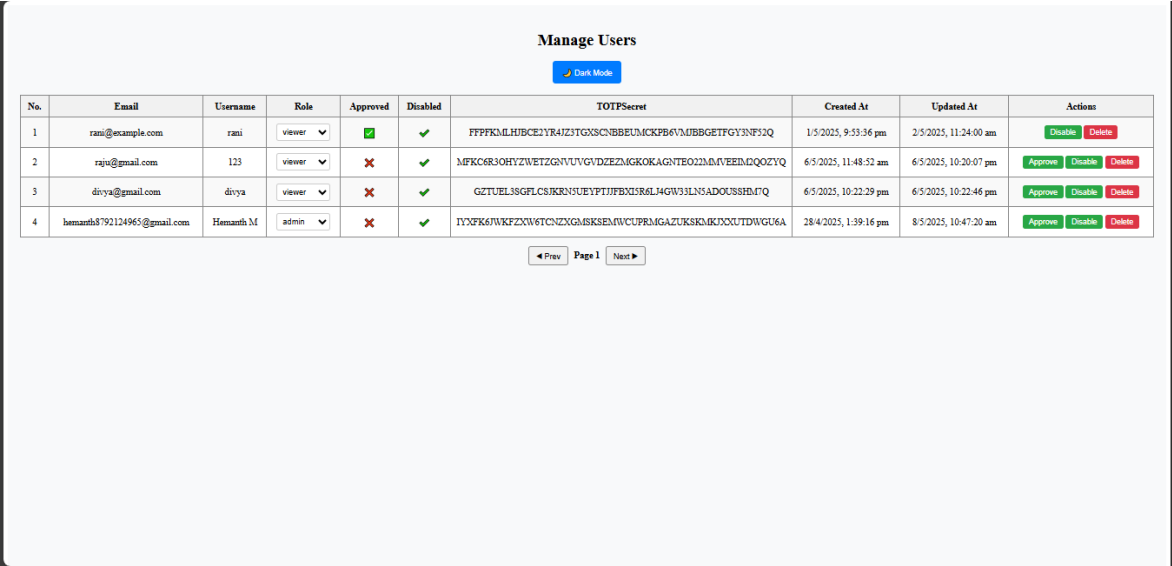 Manage Users
🌙 Dark Mode
No. Email Username Role Approved Disabled TOTPSecret Created At Updated At Actions
1 rani@example.com rani viewer ✅ ✔ FFPFKMLHJBCE2YR4JZ3TGXSCNBBEUMCKPB6VMJBBGETFGY3NF52Q 1/5/2025, 9:53:36 pm 2/5/2025, 11:24:00 am Disable Delete
2 raju@gmail.com 123 viewer ❌ ✔ MFKC6R3OHYZWETZGNVUVGVDZEZMGKOKAGNTEO22MMVEEIM2QOZYQ 6/5/2025, 11:48:52 am 6/5/2025, 10:20:07 pm Approve Disable Delete
3 divya@gmail.com divya viewer ❌ ✔ GZTUEL3SGFLCSJKRN5UEYPTJJFBXI5R6LJ4GW33LN5ADOUSSHM7Q 6/5/2025, 10:22:29 pm 6/5/2025, 10:22:46 pm Approve Disable Delete
4 hemanth8792124965@gmail.com Hemanth M admin ❌ ✔ IYXFK6JWKFZXW6TCNZXGMSKSEMWCUPRMGAZUKSKMKJXXUTDWGU6A 28/4/2025, 1:39:16 pm 8/5/2025, 10:47:20 am Approve Disable Delete
◀ Prev Page 1 Next ▶